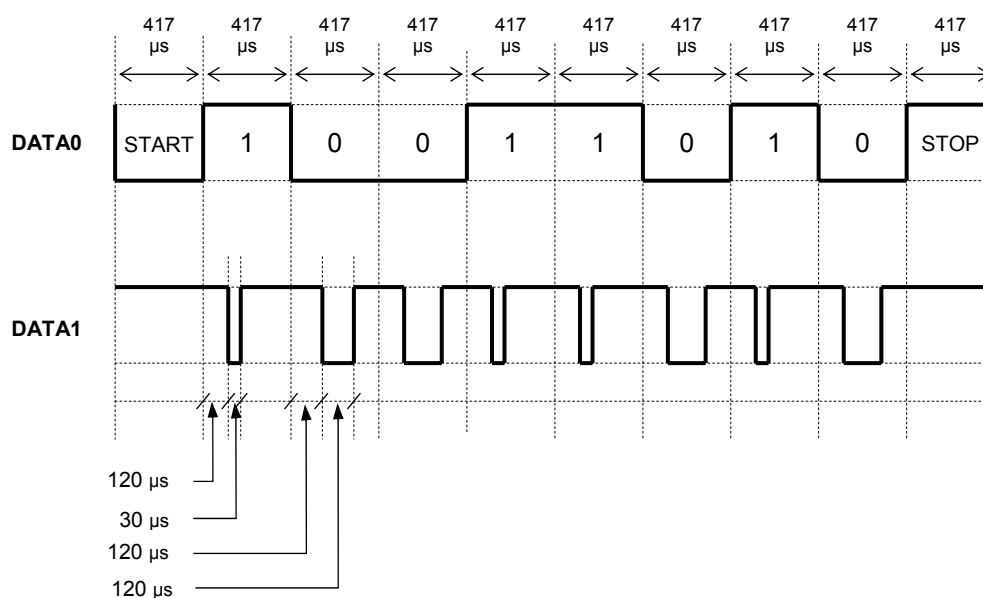 417 417 417 417 417 417 417 417 417 417
µs µs µs µs µs µs µs µs µs µs
DATA0 START 1 0 0 1 1 0 1 0 STOP
DATA1
120 µs
30 µs
120 µs
120 µs